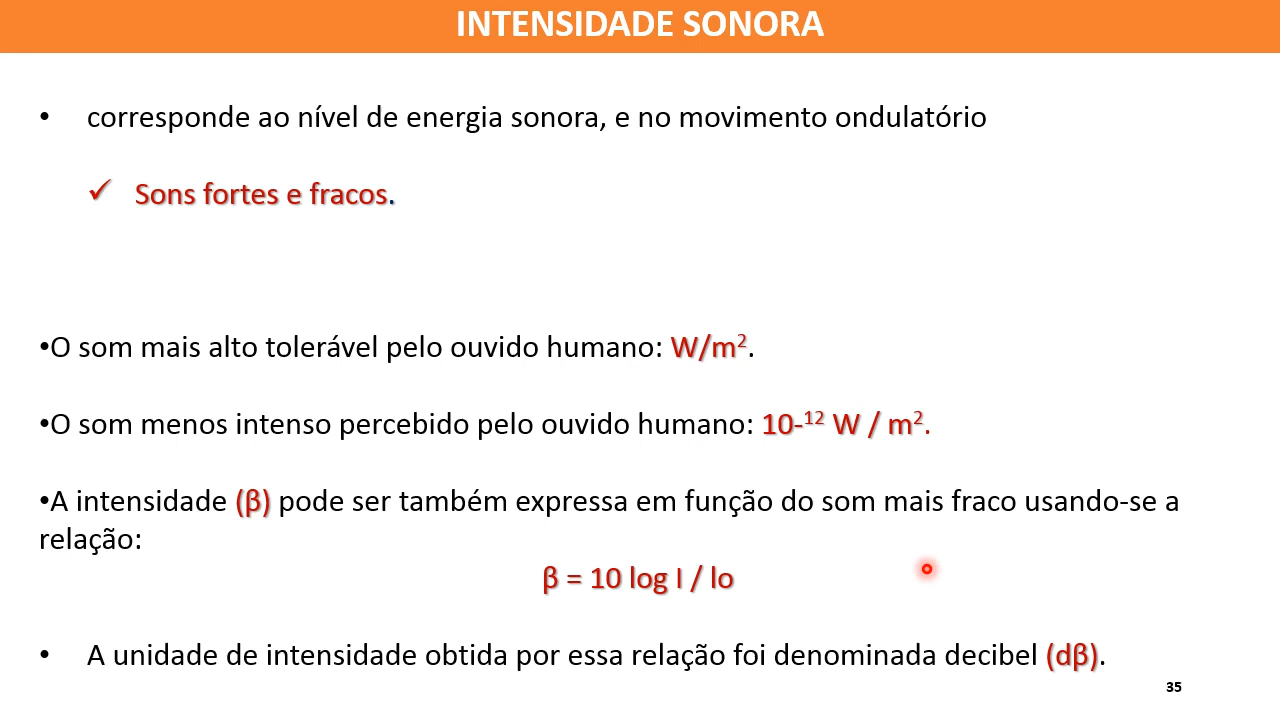 INTENSIDADE SONORA
• corresponde ao nível de energia sonora, e no movimento ondulatório
✓ Sons fortes e fracos.
•O som mais alto tolerável pelo ouvido humano: W/m².
•O som menos intenso percebido pelo ouvido humano: 10-¹² W / m².
•A intensidade (β) pode ser também expressa em função do som mais fraco usando-se a
relação:
β = 10 log I / lo
• A unidade de intensidade obtida por essa relação foi denominada decibel (dβ).
35